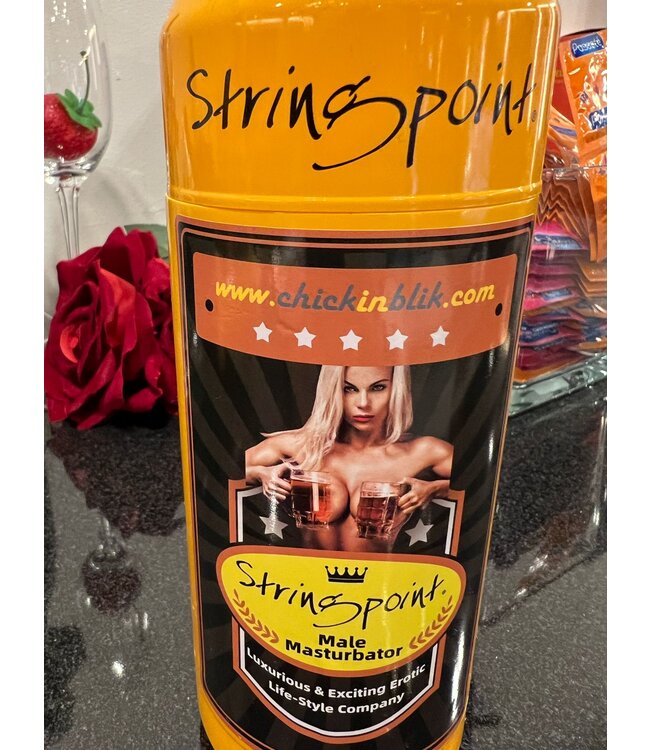 Stringspoint®
www.chickinblik.com
Stringspoint®
Male
Masturbator
Luxurious & Exciting Erotic
Life-Style Company